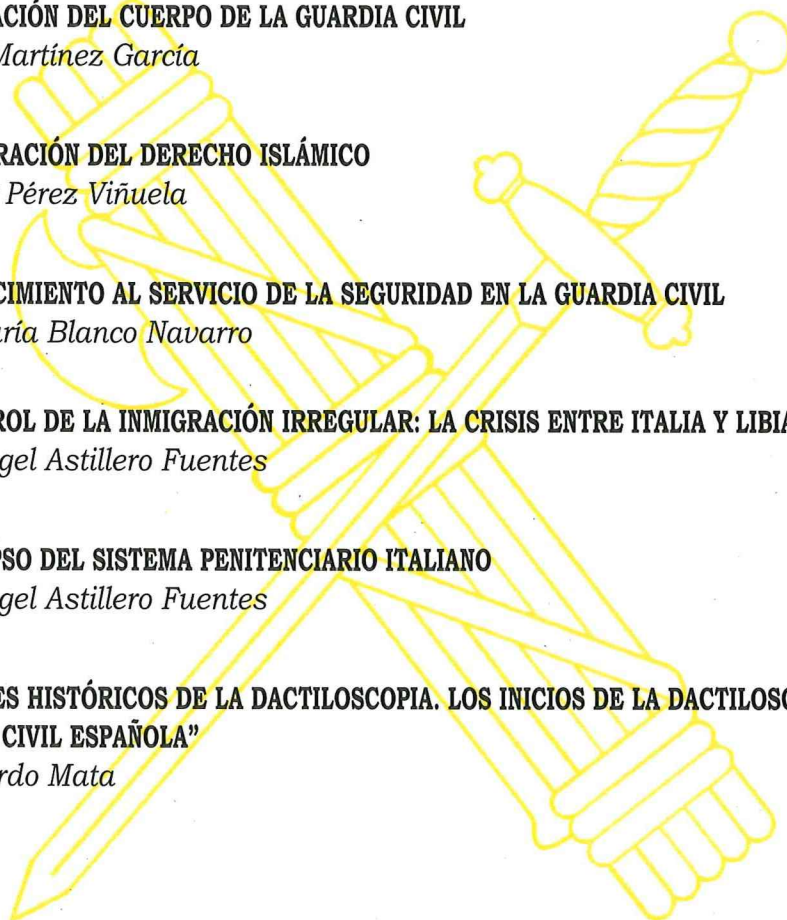 ACIÓN DEL CUERPO DE LA GUARDIA CIVIL
Martínez García
RACIÓN DEL DERECHO ISLÁMICO
Pérez Viñuela
CIMIENTO AL SERVICIO DE LA SEGURIDAD EN LA GUARDIA CIVIL
ría Blanco Navarro
ROL DE LA INMIGRACIÓN IRREGULAR: LA CRISIS ENTRE ITALIA Y LIBIA
gel Astillero Fuentes
PSO DEL SISTEMA PENITENCIARIO ITALIANO
gel Astillero Fuentes
ES HISTÓRICOS DE LA DACTILOSCOPIA. LOS INICIOS DE LA DACTILOSC
CIVIL ESPAÑOLA”
rdo Mata